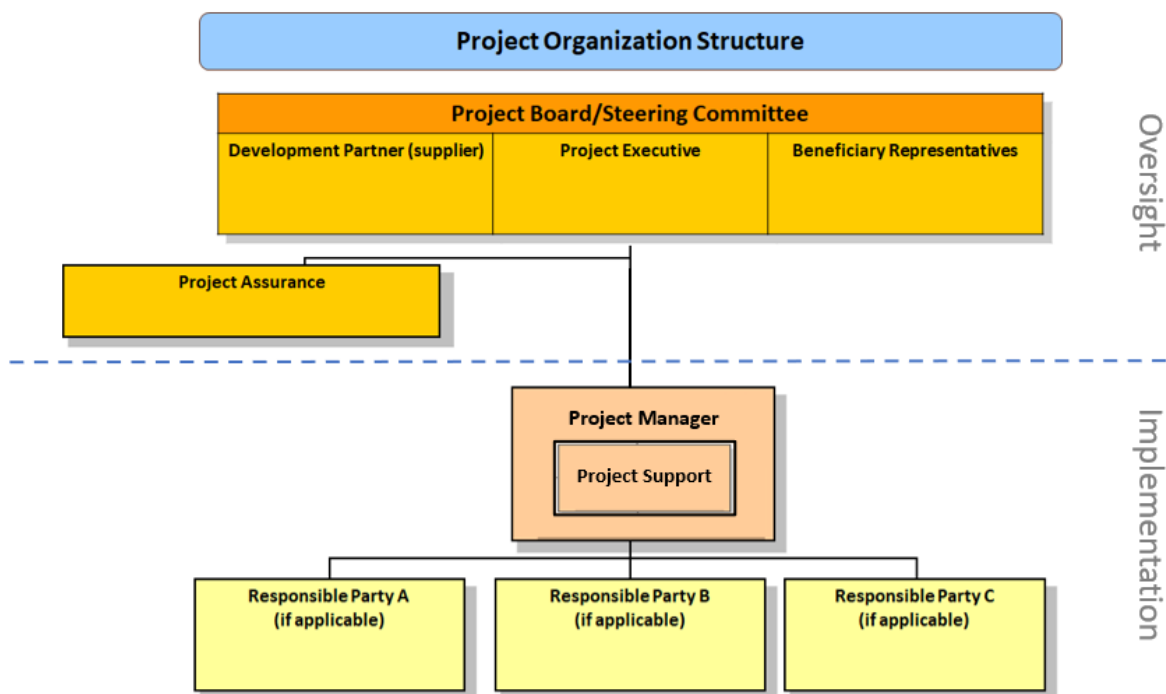 Project Organization Structure
Project Board/Steering Committee
Development Partner (supplier)
Project Executive
Beneficiary Representatives
Oversight
Project Assurance
Project Manager
Project Support
Implementation
Responsible Party A
(if applicable)
Responsible Party B
(if applicable)
Responsible Party C
(if applicable)